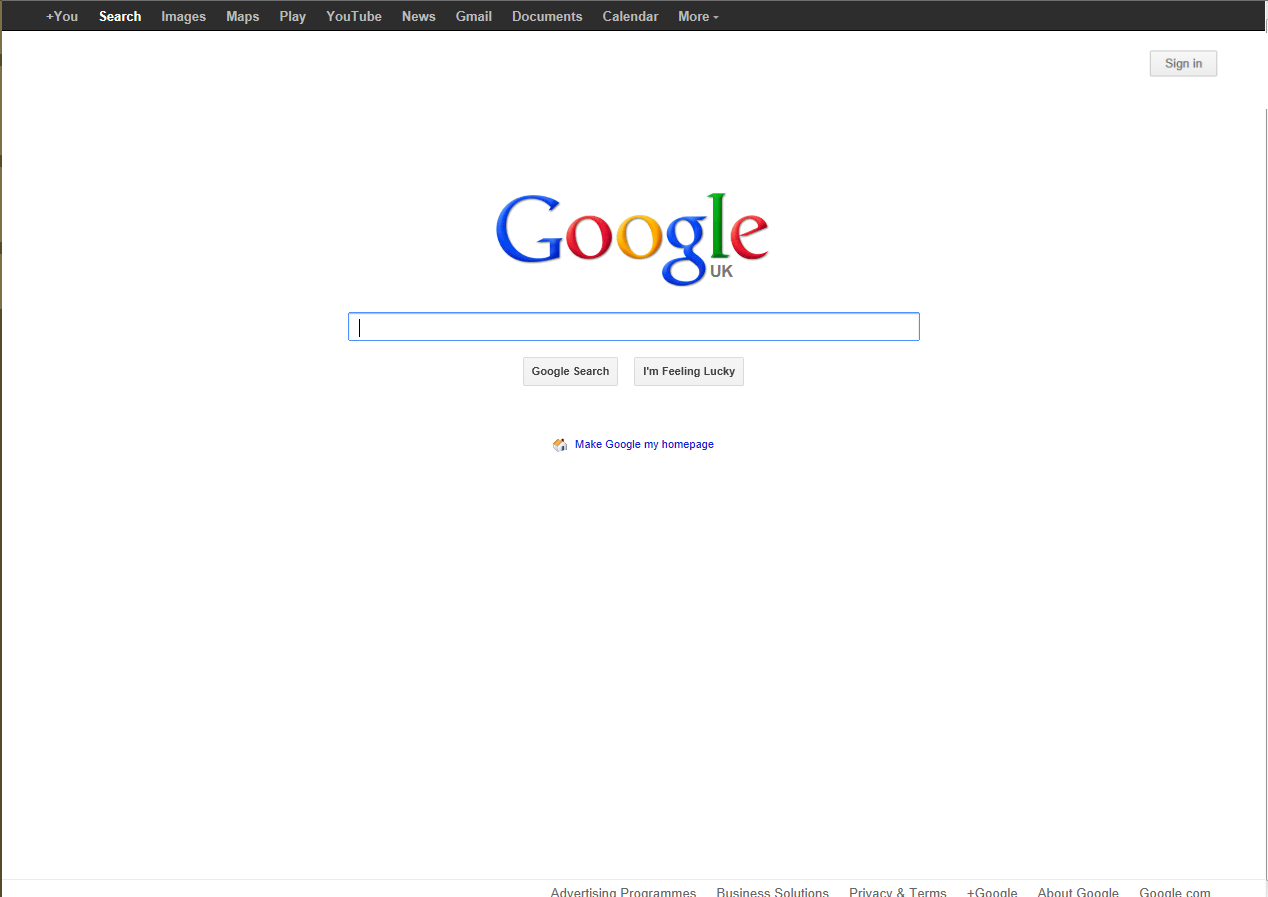 +You Search Images Maps Play YouTube News Gmail Documents Calendar More
Sign in
Google
UK
Google Search I'm Feeling Lucky
Make Google my homepage
Advertising Programmes Business Solutions Privacy & Terms +Google About Google Google.com